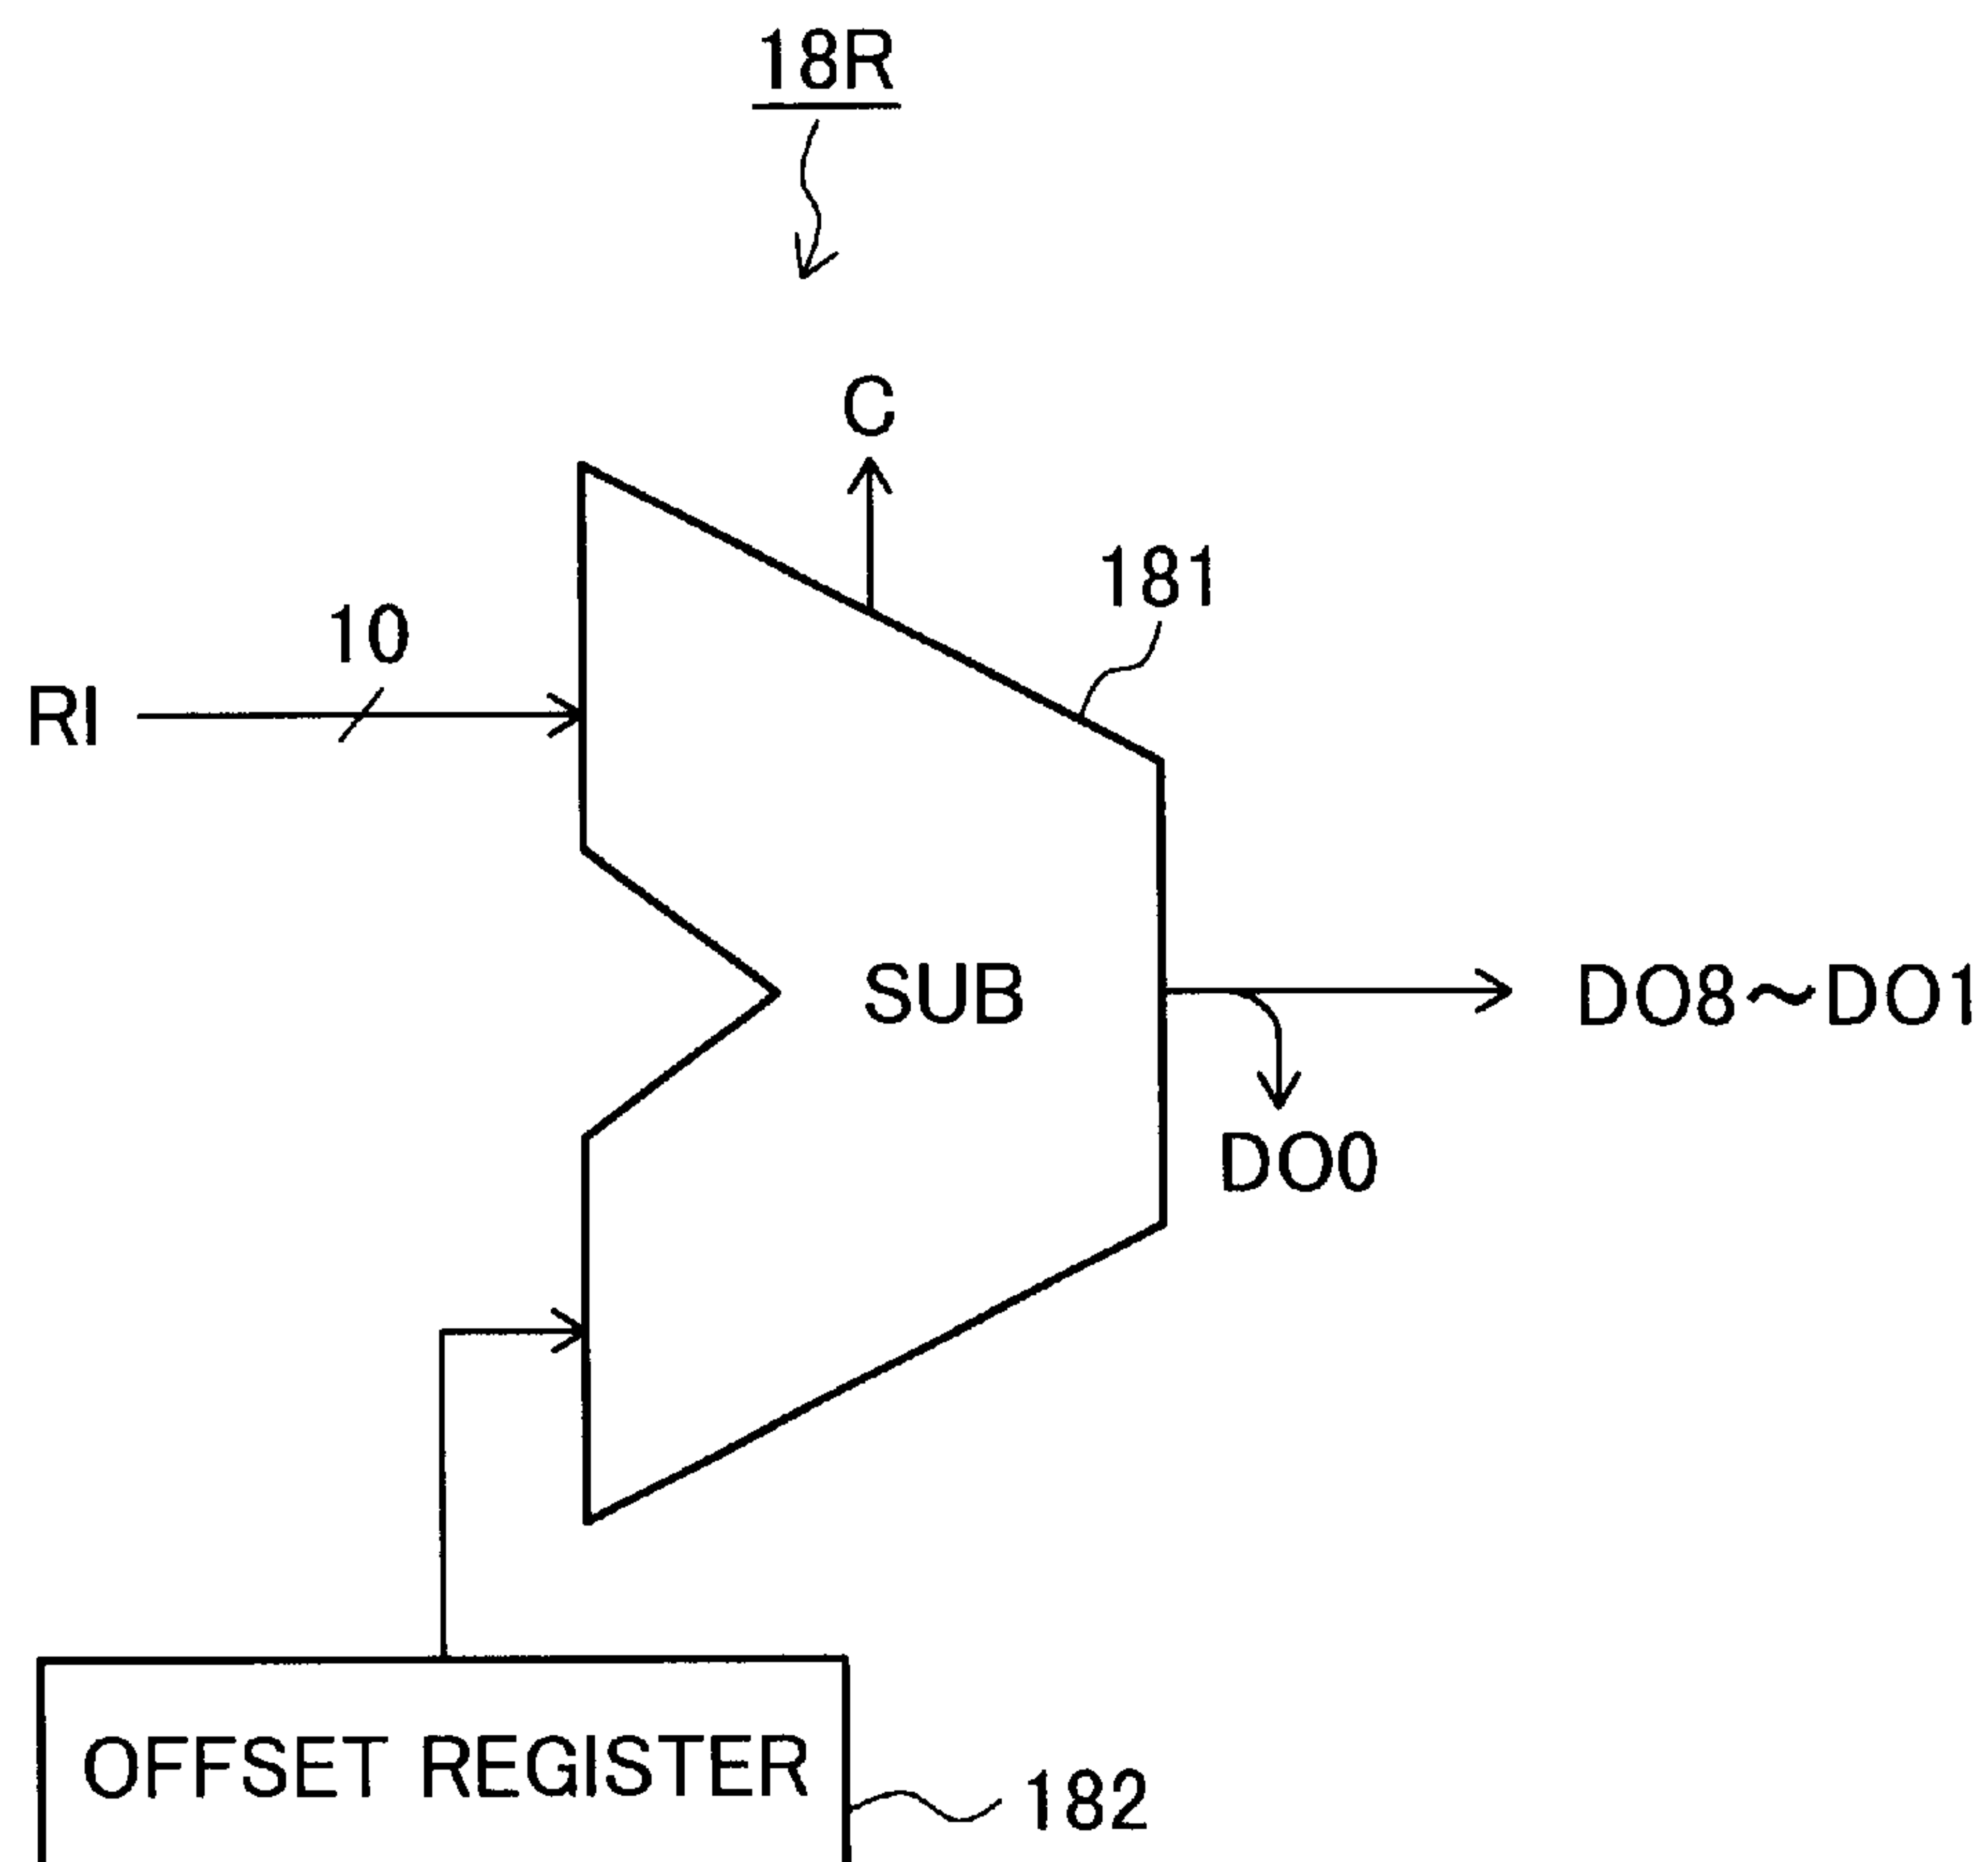 18R
C
181
10
RI
SUB
DO8~DO1
DO0
OFFSET REGISTER
182